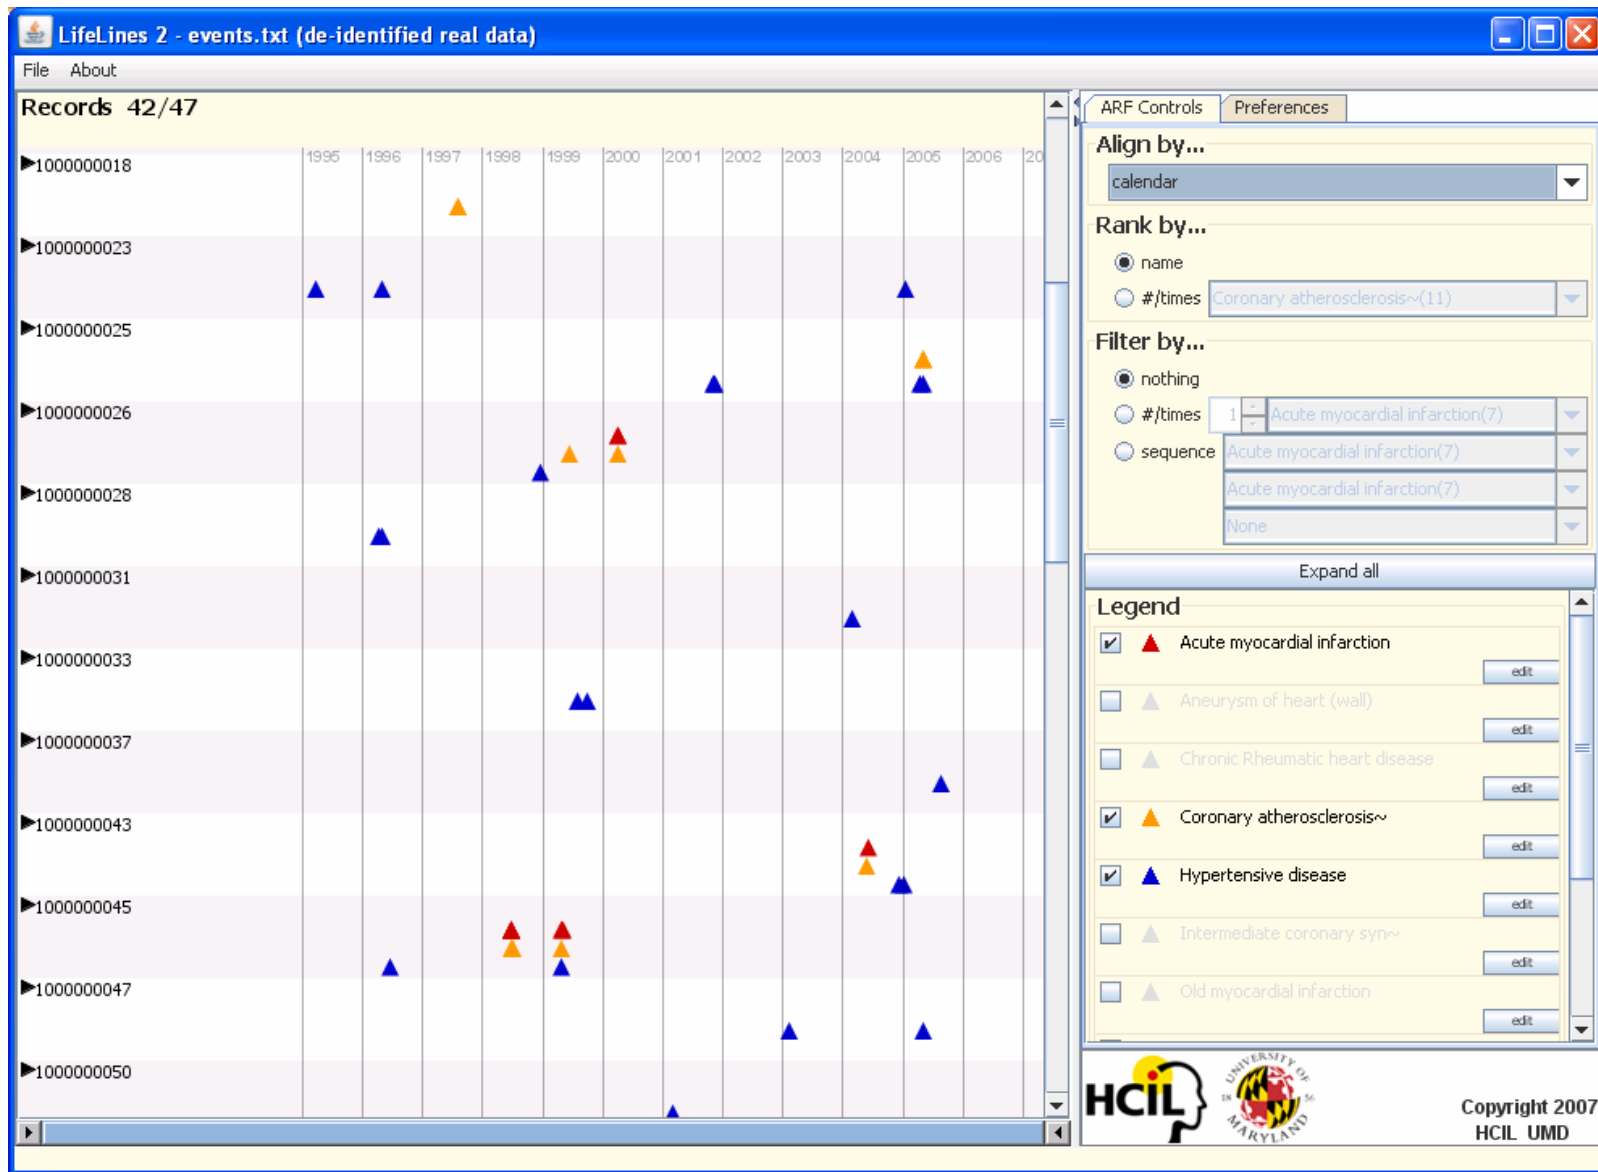 LifeLines 2 - events.txt (de-identified real data)
File About
Records 42/47
1995 1996 1997 1998 1999 2000 2001 2002 2003 2004 2005 2006 20
1000000018
1000000023
1000000025
1000000026
1000000028
1000000031
1000000033
1000000037
1000000043
1000000045
1000000047
1000000050
ARF Controls Preferences
Align by...
calendar
Rank by...
name
#/times Coronary atherosclerosis~(11)
Filter by...
nothing
#/times 1 Acute myocardial infarction(7)
sequence Acute myocardial infarction(7)
Acute myocardial infarction(7)
None
Expand all
Legend
Acute myocardial infarction
edit
Aneurysm of heart (wall)
edit
Chronic Rheumatic heart disease
edit
Coronary atherosclerosis~
edit
Hypertensive disease
edit
Intermediate coronary syn~
edit
Old myocardial infarction
edit
HCIL
UNIVERSITY OF
18 56
MARYLAND
Copyright 2007
HCIL UMD